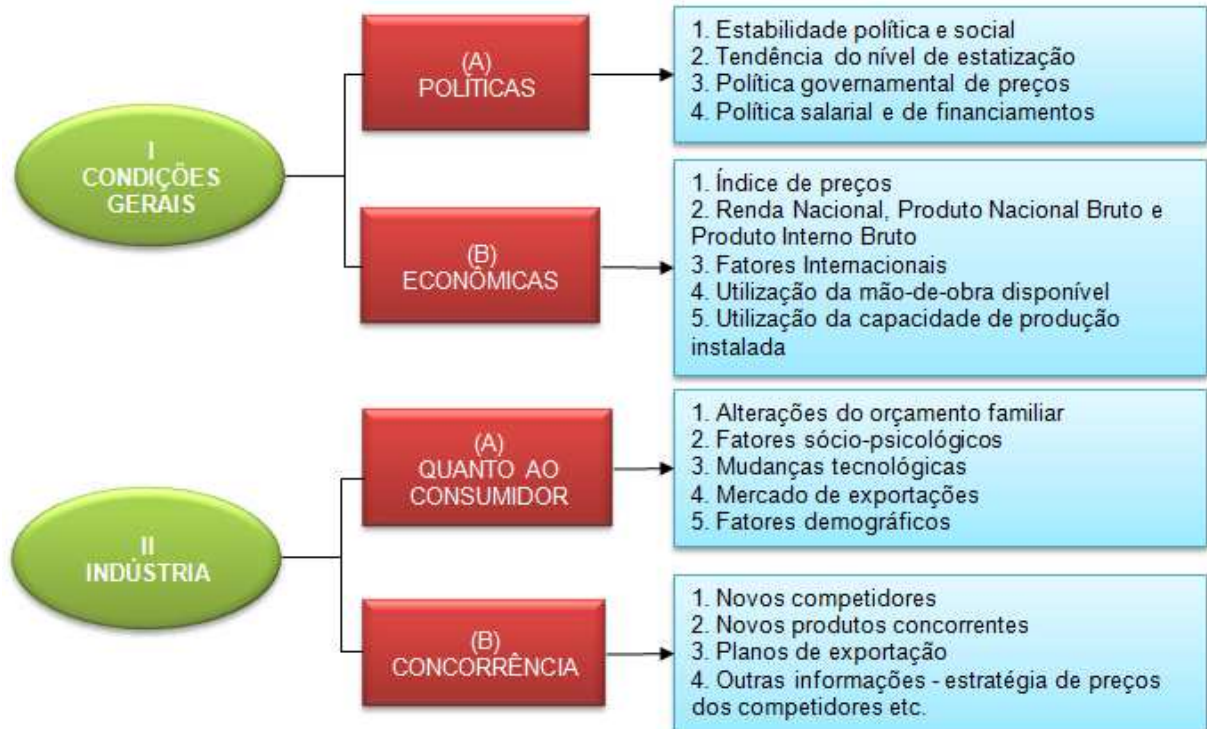 I
CONDIÇÕES
GERAIS
(A)
POLÍTICAS
1. Estabilidade política e social
2. Tendência do nível de estatização
3. Política governamental de preços
4. Política salarial e de financiamentos
(B)
ECONÔMICAS
1. Índice de preços
2. Renda Nacional, Produto Nacional Bruto e
Produto Interno Bruto
3. Fatores Internacionais
4. Utilização da mão-de-obra disponível
5. Utilização da capacidade de produção
instalada
II
INDÚSTRIA
(A)
QUANTO AO
CONSUMIDOR
1. Alterações do orçamento familiar
2. Fatores sócio-psicológicos
3. Mudanças tecnológicas
4. Mercado de exportações
5. Fatores demográficos
(B)
CONCORRÊNCIA
1. Novos competidores
2. Novos produtos concorrentes
3. Planos de exportação
4. Outras informações - estratégia de preços
dos competidores etc.